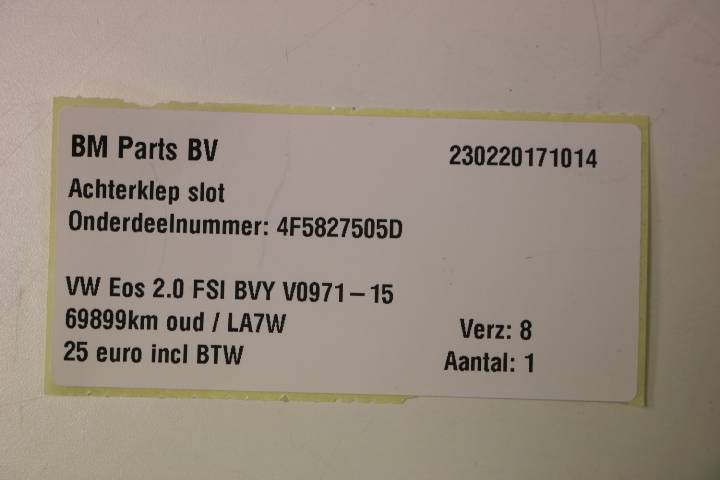 BM Parts BV 230220171014
Achterklep slot
Onderdeelnummer: 4F5827505D
VW Eos 2.0 FSI BVY V0971-15
69899km oud / LA7W Verz: 8
25 euro incl BTW Aantal: 1